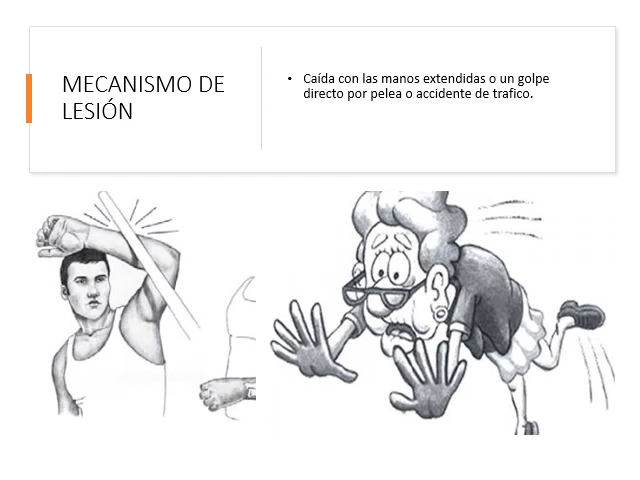 MECANISMO DE
LESIÓN
• Caída con las manos extendidas o un golpe
directo por pelea o accidente de trafico.